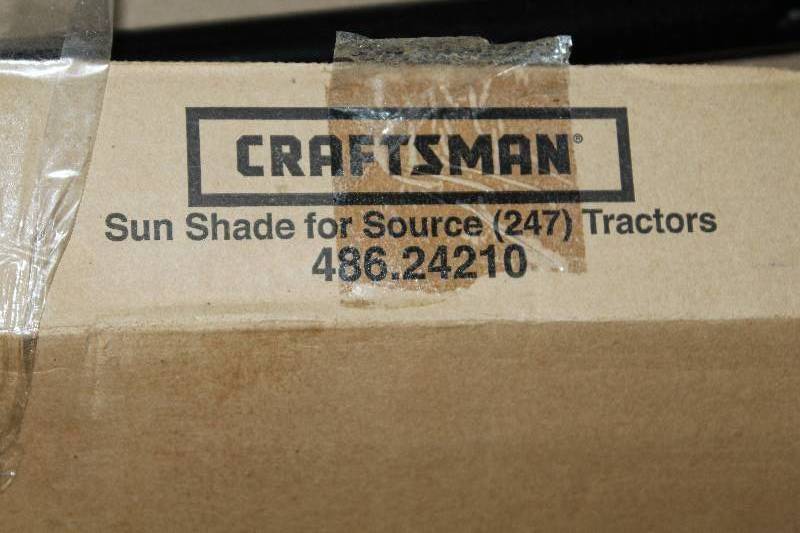 CRAFTSMAN®
Sun Shade for Source (247) Tractors
486.24210